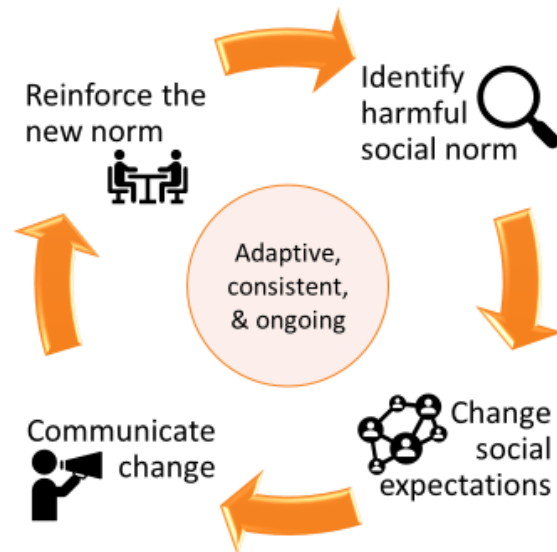 Identify
harmful
social norm
Change
social
expectations
Communicate
change
Reinforce the
new norm
Adaptive,
consistent,
& ongoing